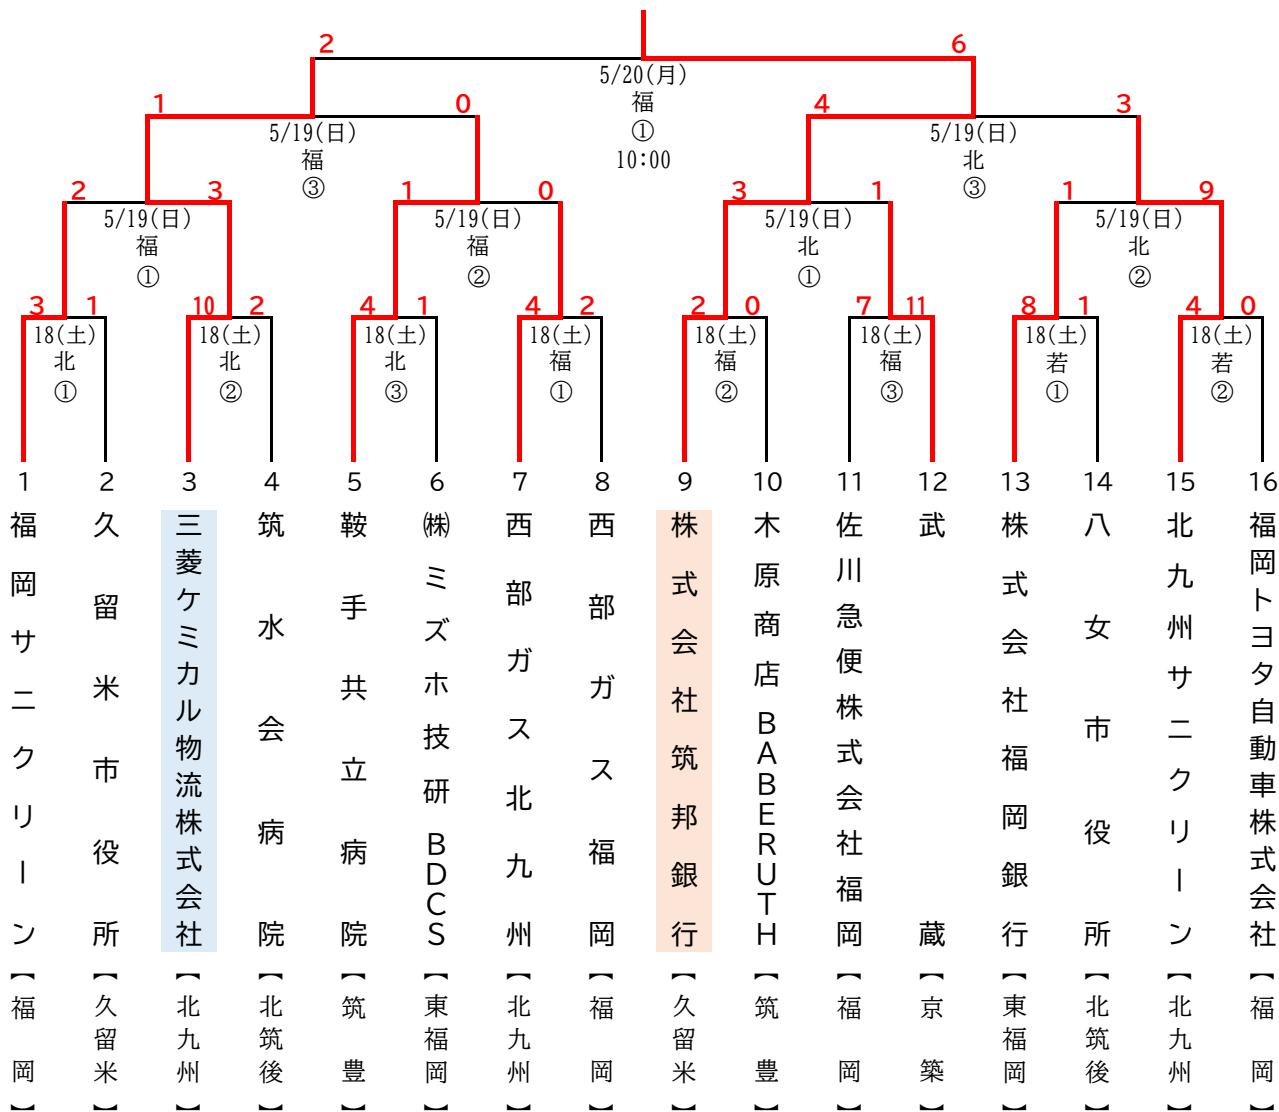 2 6
5/20(月)
福
①
10:00
1 0 4 3
5/19(日) 5/19(日)
福 北
③ ③
2 3 1 0 3 1 1 9
5/19(日) 5/19(日) 5/19(日) 5/19(日)
福 福 北 北
① ② ① ②
3 1 10 2 4 1 4 2 2 0 7 11 8 1 4 0
18(土) 18(土) 18(土) 18(土) 18(土) 18(土) 18(土) 18(土)
北 北 北 福 福 福 若 若
① ② ③ ① ② ③ ① ②
1 2 3 4 5 6 7 8 9 10 11 12 13 14 15 16
福岡サニクリーン
【福岡】
久留米市役所
【久留米】
三菱ケミカル物流株式会社
【北九州】
筑水会病院
【北筑後】
鞍手共立病院
【筑豊】
㈱ミズホ技研BDCS
【東福岡】
西部ガス北九州
【北九州】
西部ガス福岡
【福岡】
株式会社筑邦銀行
【久留米】
木原商店BABERUTH
【筑豊】
佐川急便株式会社福岡
【福岡】
武蔵
【京築】
株式会社福岡銀行
【東福岡】
八女市役所
【北筑後】
北九州サニクリーン
【北九州】
福岡トヨタ自動車株式会社
【福岡】